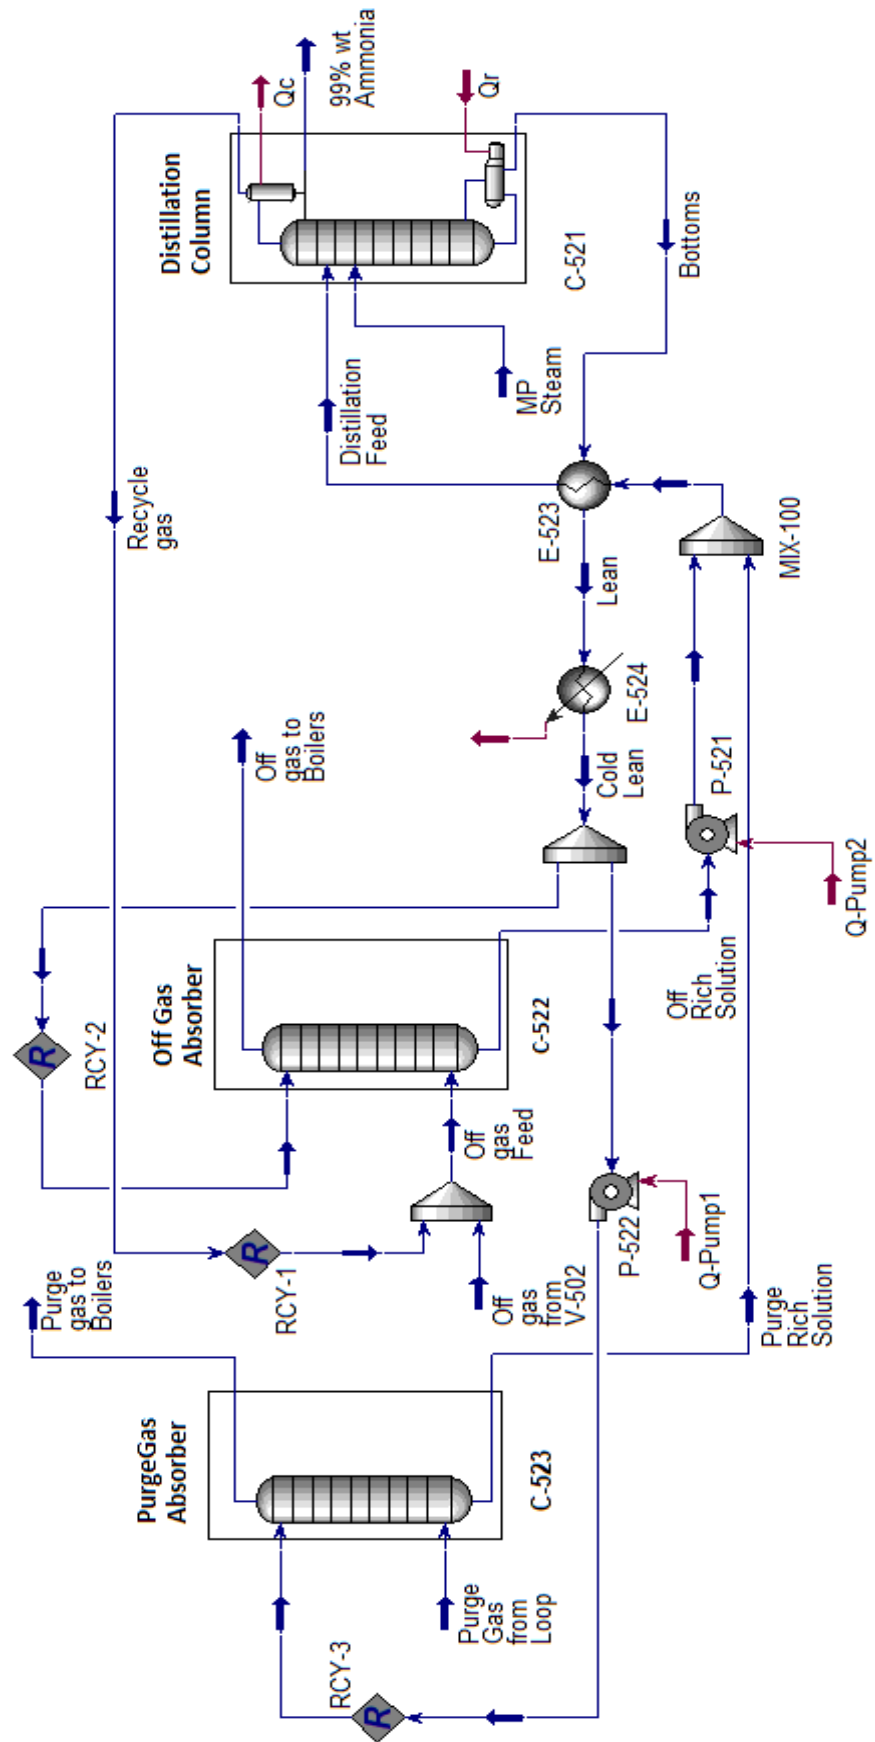 PurgeGas
Absorber
C-523
Purge
gas to
Boilers
Purge
Gas
from
Loop
RCY-3
R
Purge
Rich
Solution
RCY-1
R
RCY-2
R
Off
gas
from
V-502
Off
gas
Feed
Off Gas
Absorber
C-522
Off
gas to
Boilers
P-522
Q-Pump1
Off
Rich
Solution
P-521
Q-Pump2
Cold
Lean
E-524
Lean
E-523
MIX-100
Recycle
gas
Distillation
Feed
MP
Steam
Distillation
Column
C-521
Bottoms
Qc
99% wt
Ammonia
Qr